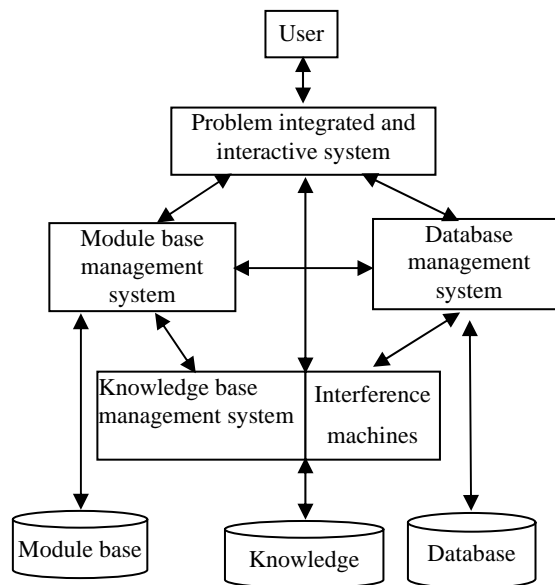 User
Problem integrated and
interactive system
Module base
management
system
Database
management
system
Knowledge base
management system
Interference
machines
Module base
Knowledge
Database